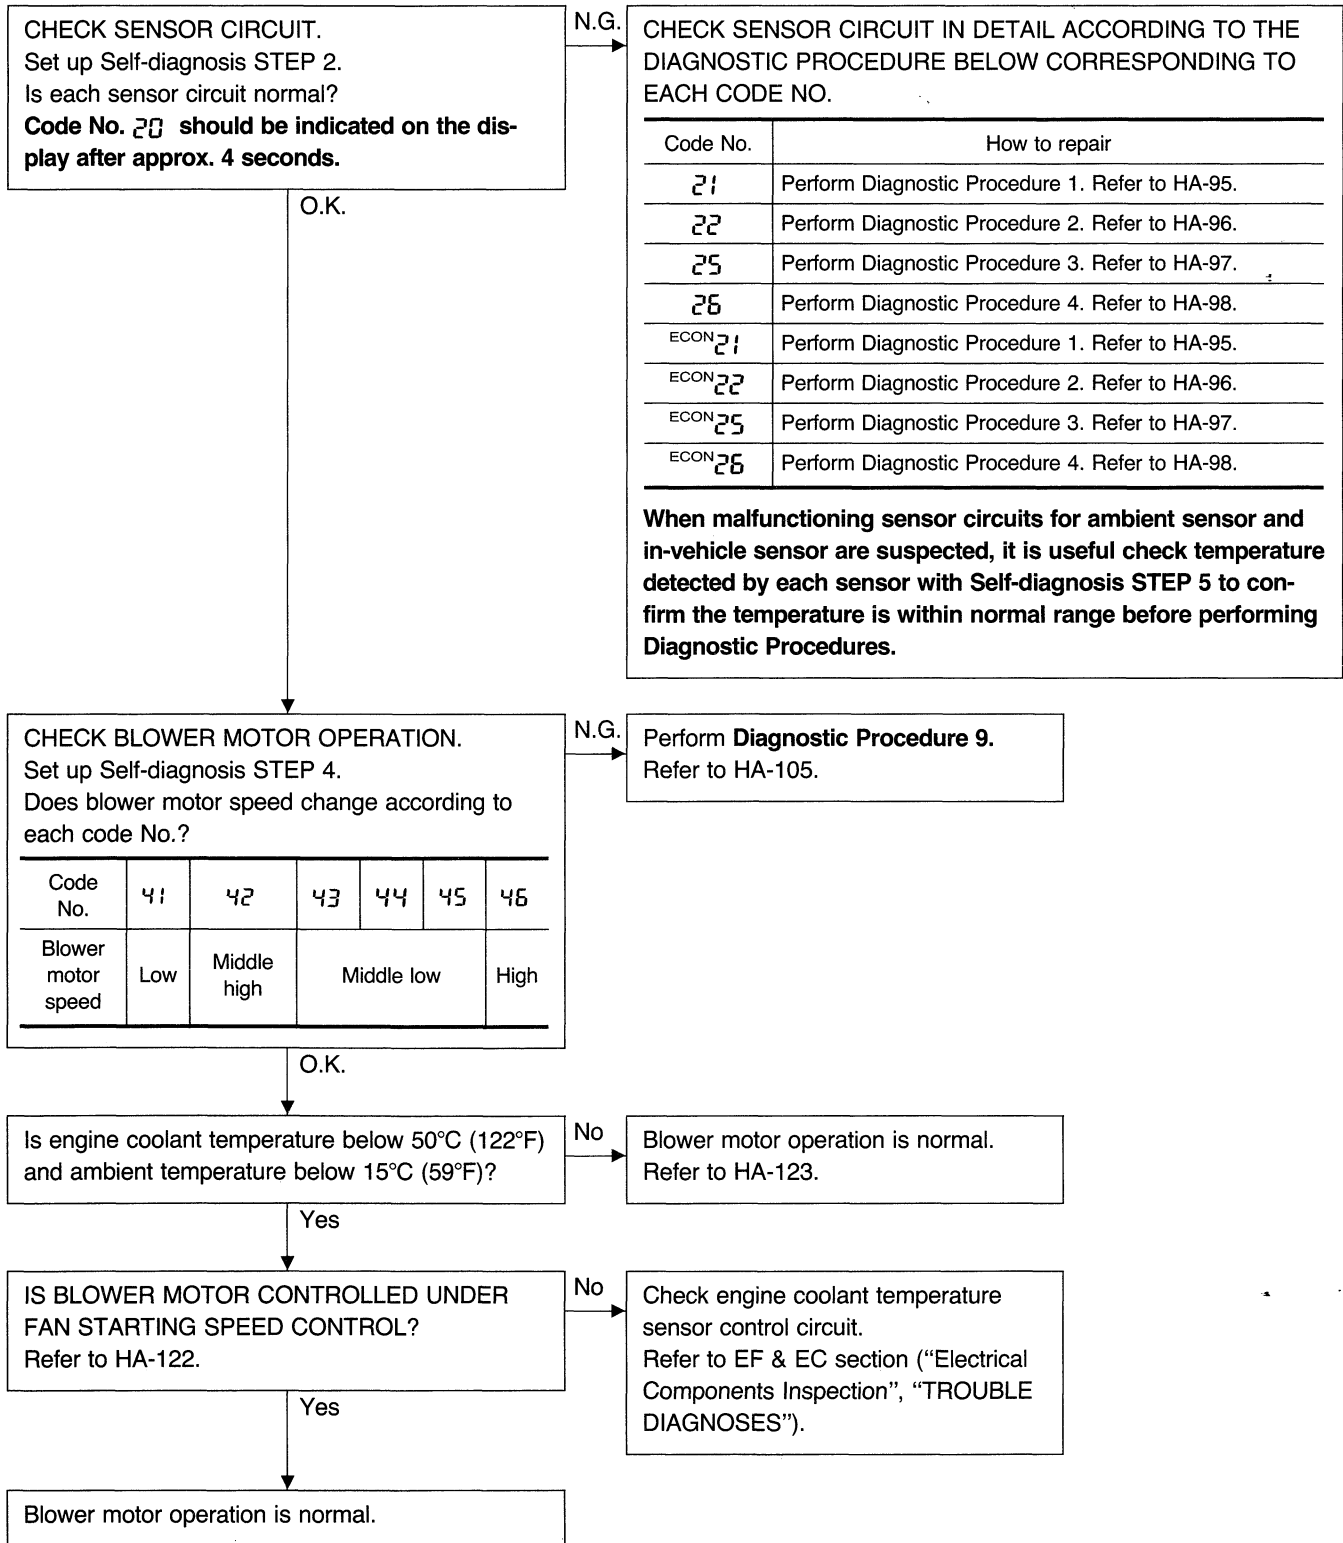 CHECK SENSOR CIRCUIT.
Set up Self-diagnosis STEP 2.
Is each sensor circuit normal?
Code No. 20 should be indicated on the dis-
play after approx. 4 seconds.
N.G.
CHECK SENSOR CIRCUIT IN DETAIL ACCORDING TO THE
DIAGNOSTIC PROCEDURE BELOW CORRESPONDING TO
EACH CODE NO.
Code No. How to repair
21 Perform Diagnostic Procedure 1. Refer to HA-95.
22 Perform Diagnostic Procedure 2. Refer to HA-96.
25 Perform Diagnostic Procedure 3. Refer to HA-97.
26 Perform Diagnostic Procedure 4. Refer to HA-98.
ECON21 Perform Diagnostic Procedure 1. Refer to HA-95.
ECON22 Perform Diagnostic Procedure 2. Refer to HA-96.
ECON25 Perform Diagnostic Procedure 3. Refer to HA-97.
ECON26 Perform Diagnostic Procedure 4. Refer to HA-98.
When malfunctioning sensor circuits for ambient sensor and
in-vehicle sensor are suspected, it is useful check temperature
detected by each sensor with Self-diagnosis STEP 5 to con-
firm the temperature is within normal range before performing
Diagnostic Procedures.
O.K.
CHECK BLOWER MOTOR OPERATION.
Set up Self-diagnosis STEP 4.
Does blower motor speed change according to
each code No.?
Code
No. 41 42 43 44 45 46
Blower
motor
speed Low Middle
high Middle low High
N.G.
Perform Diagnostic Procedure 9.
Refer to HA-105.
O.K.
Is engine coolant temperature below 50°C (122°F)
and ambient temperature below 15°C (59°F)?
No
Blower motor operation is normal.
Refer to HA-123.
Yes
IS BLOWER MOTOR CONTROLLED UNDER
FAN STARTING SPEED CONTROL?
Refer to HA-122.
No
Check engine coolant temperature
sensor control circuit.
Refer to EF & EC section (“Electrical
Components Inspection”, “TROUBLE
DIAGNOSES”).
Yes
Blower motor operation is normal.